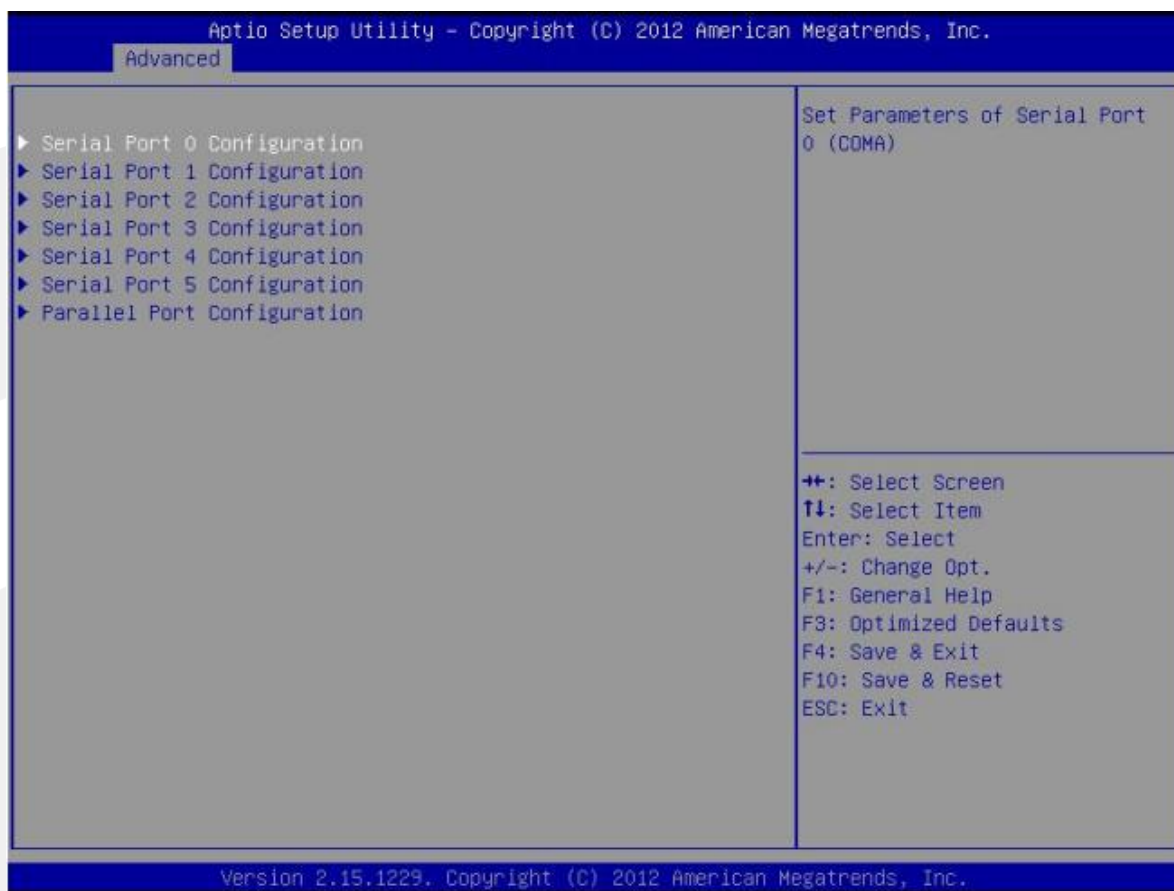 Aptio Setup Utility – Copyright (C) 2012 American Megatrends, Inc.
Advanced
▶ Serial Port 0 Configuration
▶ Serial Port 1 Configuration
▶ Serial Port 2 Configuration
▶ Serial Port 3 Configuration
▶ Serial Port 4 Configuration
▶ Serial Port 5 Configuration
▶ Parallel Port Configuration
Set Parameters of Serial Port
0 (COMA)
→←: Select Screen
↑↓: Select Item
Enter: Select
+/-: Change Opt.
F1: General Help
F3: Optimized Defaults
F4: Save & Exit
F10: Save & Reset
ESC: Exit
Version 2.15.1229. Copyright (C) 2012 American Megatrends, Inc.